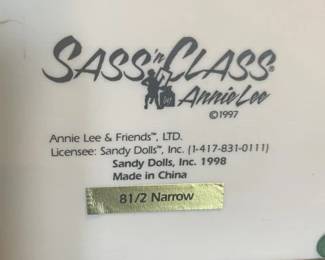 SASS 'n CLASS®
Annie Lee
©1997
Annie Lee & Friends™, LTD.
Licensee: Sandy Dolls™, Inc. (1-417-831-0111)
Sandy Dolls, Inc. 1998
Made in China
81/2 Narrow